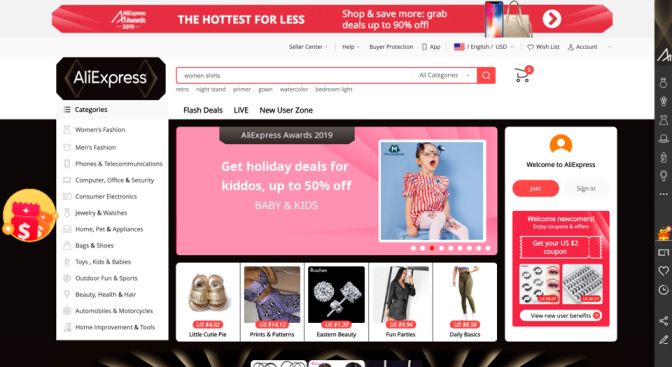 AliExpress
Awards
2019
THE HOTTEST FOR LESS
Shop & save more: grab
deals up to 90% off!
Seller Center
Help
Buyer Protection
App
/ English / USD
Wish List
Account
AliExpress
women shirts
All Categories
0
retro night stand primer gown watercolor bedroom light
Categories
Flash Deals
LIVE
New User Zone
Women's Fashion
Men's Fashion
Phones & Telecommunications
Computer, Office & Security
Consumer Electronics
Jewelry & Watches
Home, Pet & Appliances
Bags & Shoes
Toys , Kids & Babies
Outdoor Fun & Sports
Beauty, Health & Hair
Automobiles & Motorcycles
Home Improvement & Tools
$
AliExpress Awards 2019
Get holiday deals for
kiddos, up to 50% off
BABY & KIDS
US $4.02
Little Cutie Pie
US $14.12
Prints & Patterns
US $1.39
Eastern Beauty
US $9.94
Fun Parties
US $8.56
Daily Basics
Welcome to AliExpress
Join
Sign in
Welcome newcomers!
Enjoy coupons & offers
Get your US $2
coupon
US $0.01
US $0.01
View new user benefits